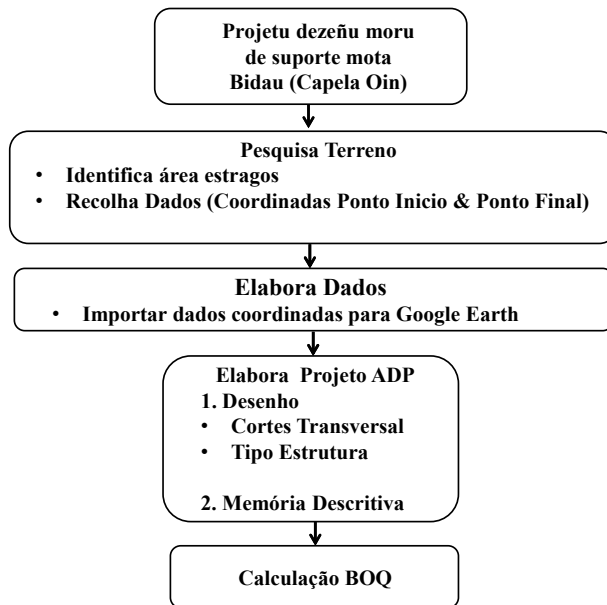 Projetu dezeñu moru
de suporte mota
Bidau (Capela Oin)
Pesquisa Terreno
• Identifica área estragos
• Recolha Dados (Coordinadas Ponto Inicio & Ponto Final)
Elabora Dados
• Importar dados coordinadas para Google Earth
Elabora Projeto ADP
1. Desenho
• Cortes Transversal
• Tipo Estrutura
2. Memória Descritiva
Calculação BOQ